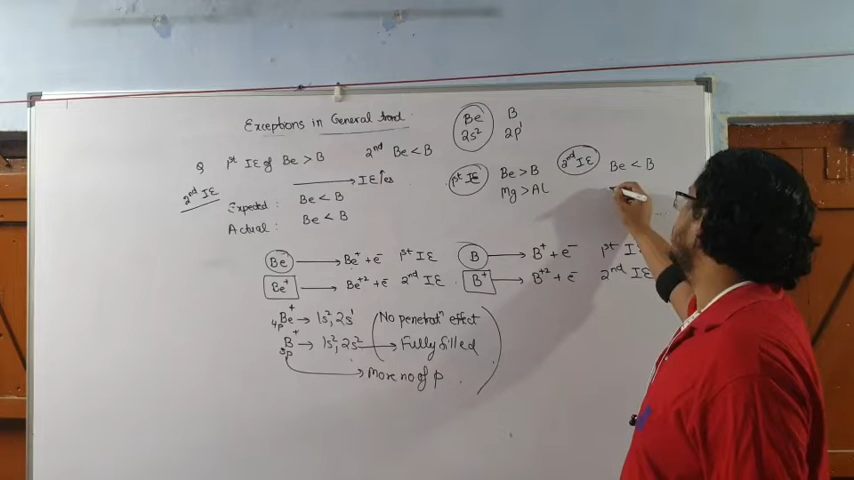 Exceptions in General trend.
Be B
2s² 2p¹
Q 1st IE of Be > B 2nd Be < B
2nd IE
→ IE ↑es
Expected: Be < B
Actual: Be < B
1st IE Be > B
Mg > Al
2nd IE Be < B
Be → Be⁺ + e⁻ 1st IE
B → B⁺ + e⁻ 1st I
Be⁺ → Be⁺² + e⁻ 2nd IE
B⁺ → B⁺² + e⁻ 2nd IE
4p Be⁺ → 1s², 2s¹ (No penetratⁿ effect
B⁺ → 1s², 2s² → Fully filled
5p → More no of p. )